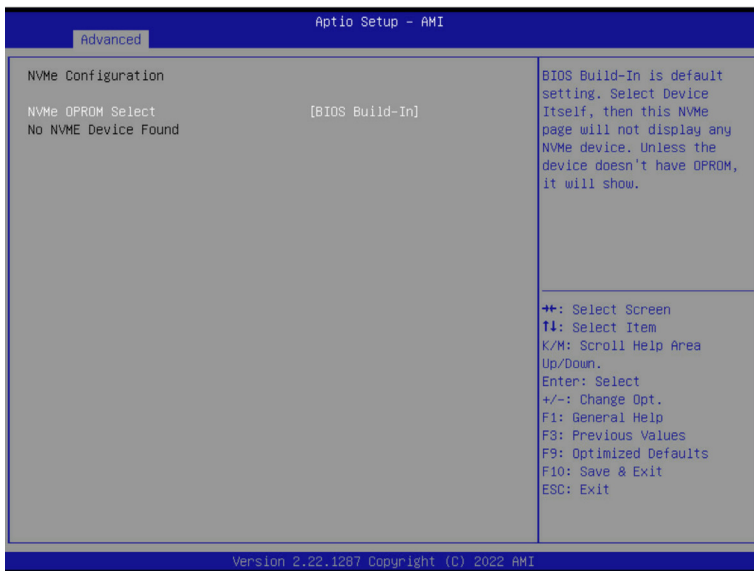 Aptio Setup - AMI
Advanced
NVMe Configuration
NVMe OPROM Select [BIOS Build-In]
No NVME Device Found
BIOS Build-In is default
setting. Select Device
Itself, then this NVMe
page will not display any
NVMe device. Unless the
device doesn't have OPROM,
it will show.
→←: Select Screen
↑↓: Select Item
K/M: Scroll Help Area
Up/Down.
Enter: Select
+/-: Change Opt.
F1: General Help
F3: Previous Values
F9: Optimized Defaults
F10: Save & Exit
ESC: Exit
Version 2.22.1287 Copyright (C) 2022 AMI